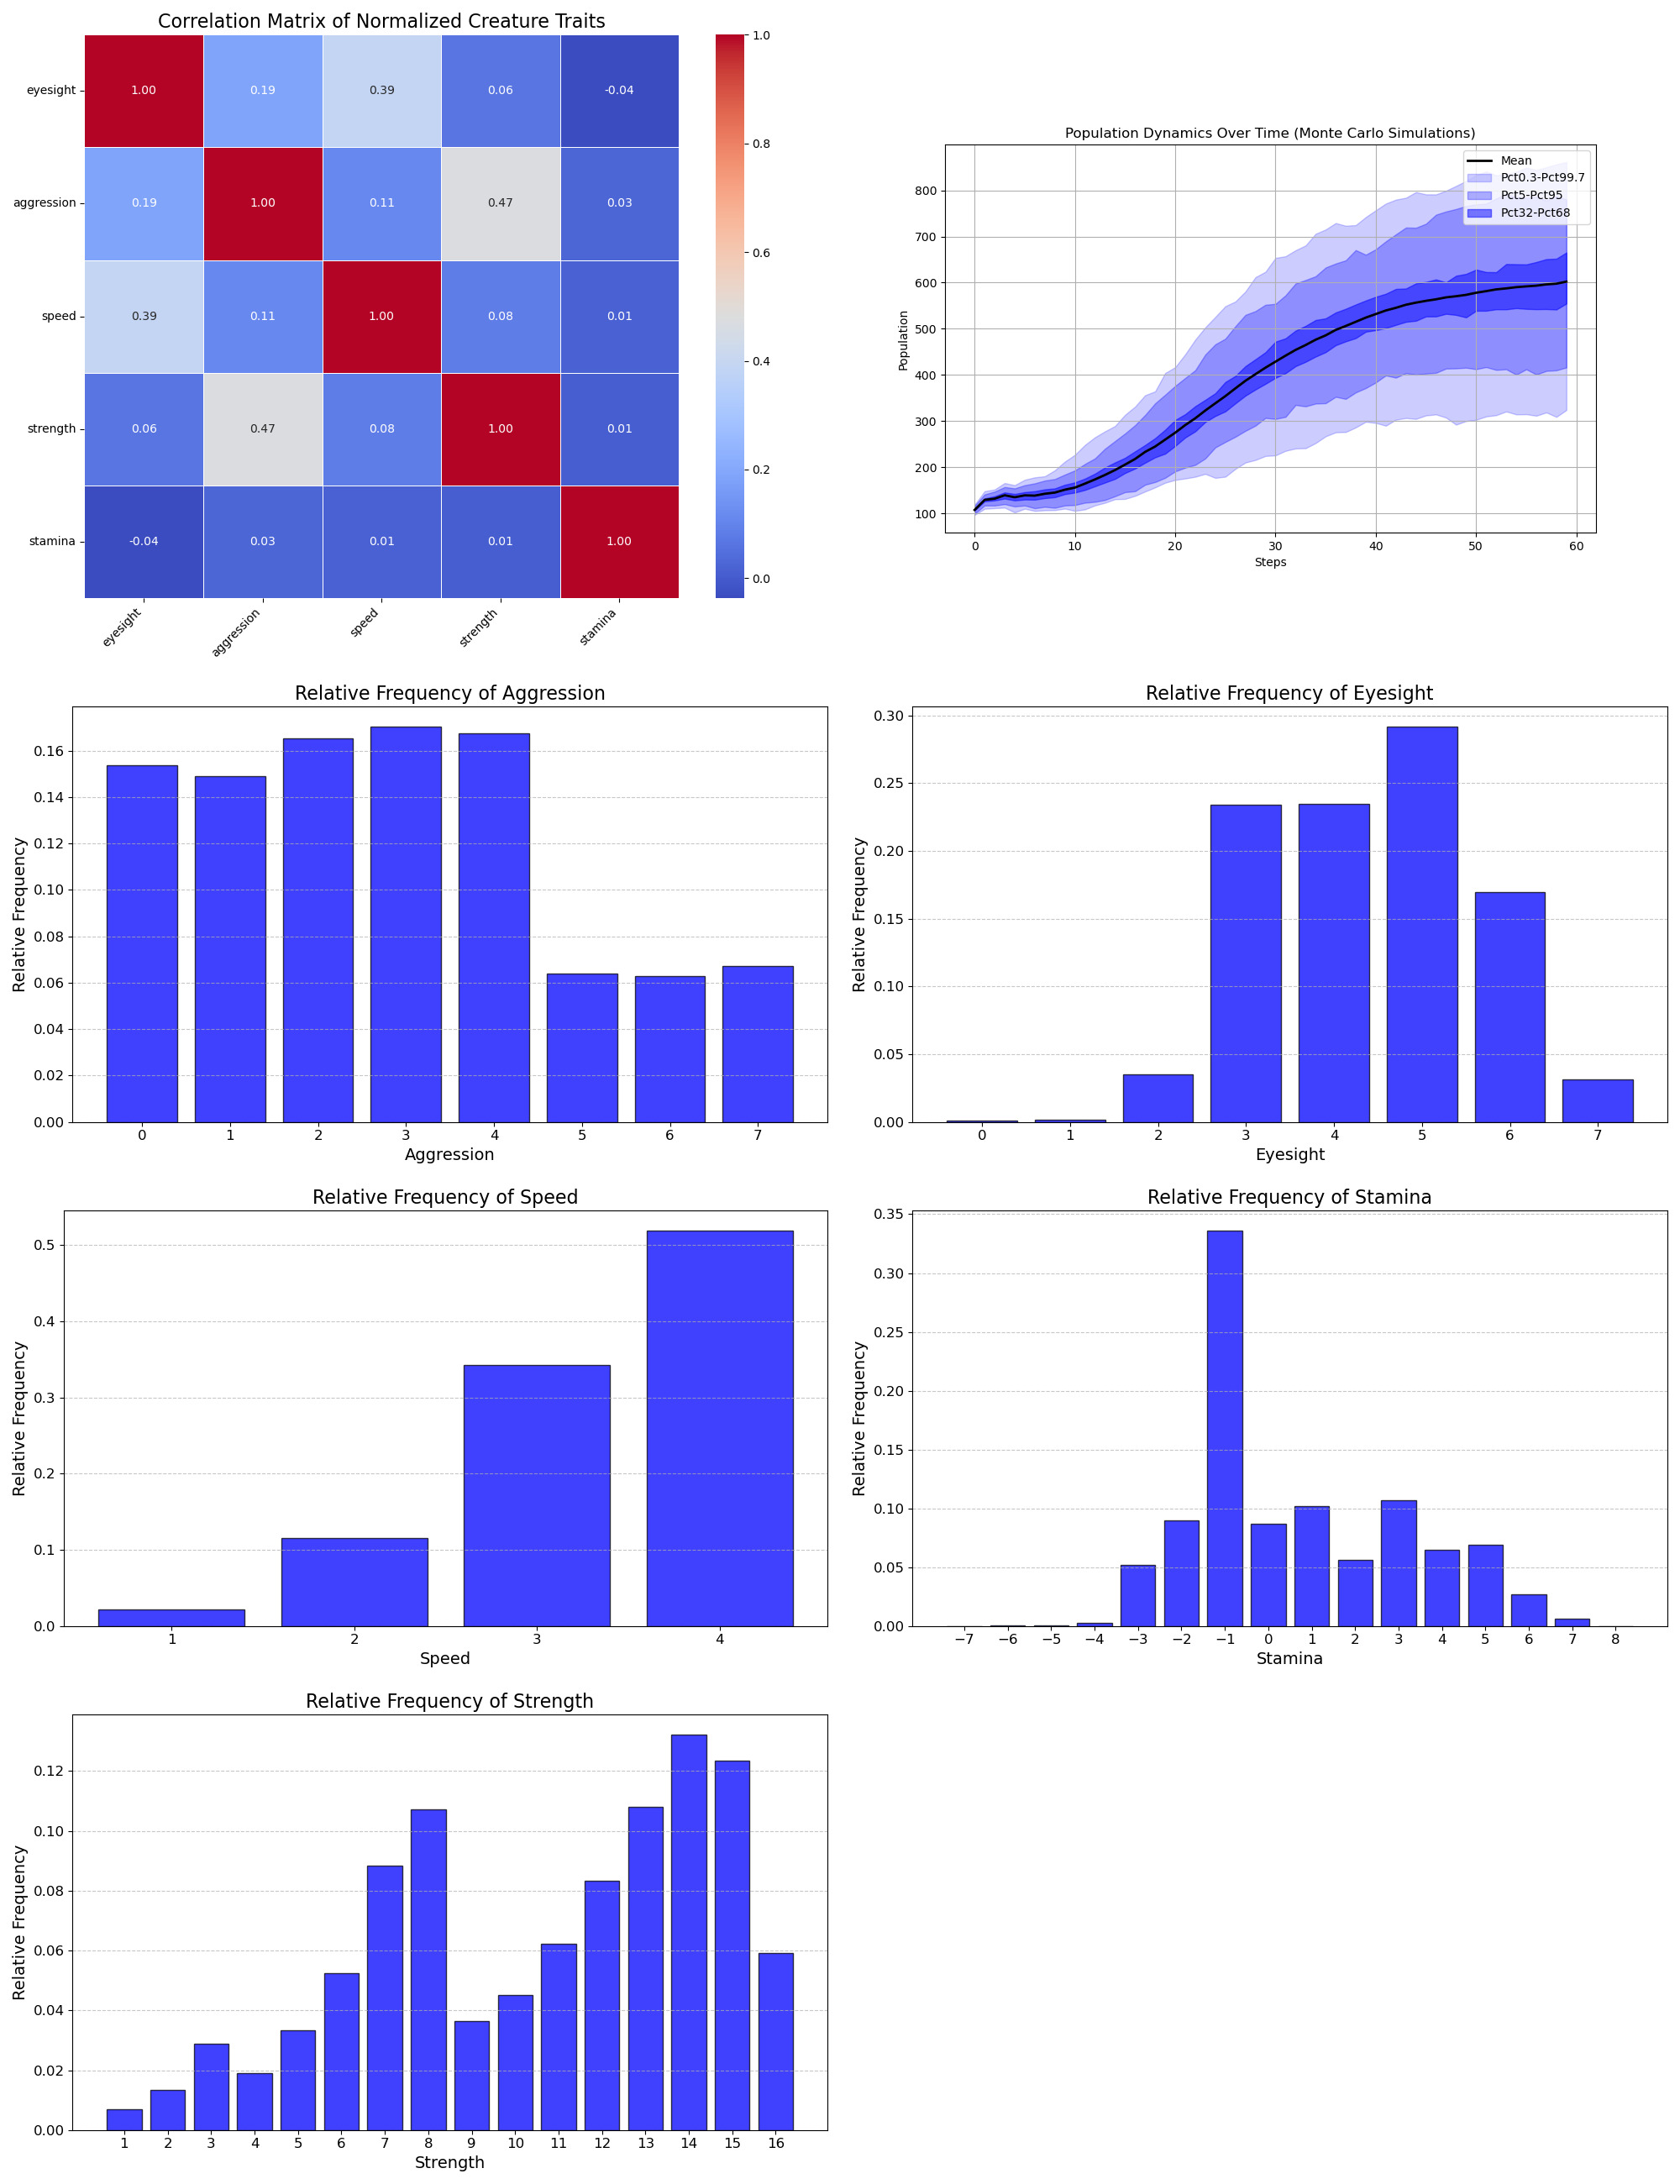 Correlation Matrix of Normalized Creature Traits
eyesight 1.00 0.19 0.39 0.06 -0.04
aggression 0.19 1.00 0.11 0.47 0.03
speed 0.39 0.11 1.00 0.08 0.01
strength 0.06 0.47 0.08 1.00 0.01
stamina -0.04 0.03 0.01 0.01 1.00
eyesight aggression speed strength stamina
1.0
0.8
0.6
0.4
0.2
0.0
Population Dynamics Over Time (Monte Carlo Simulations)
Mean
Pct0.3-Pct99.7
Pct5-Pct95
Pct32-Pct68
Population
800
700
600
500
400
300
200
100
0 10 20 30 40 50 60
Steps
Relative Frequency of Aggression
Relative Frequency
0.16
0.14
0.12
0.10
0.08
0.06
0.04
0.02
0.00
0 1 2 3 4 5 6 7
Aggression
Relative Frequency of Eyesight
Relative Frequency
0.30
0.25
0.20
0.15
0.10
0.05
0.00
0 1 2 3 4 5 6 7
Eyesight
Relative Frequency of Speed
Relative Frequency
0.5
0.4
0.3
0.2
0.1
0.0
1 2 3 4
Speed
Relative Frequency of Stamina
Relative Frequency
0.35
0.30
0.25
0.20
0.15
0.10
0.05
0.00
−7 −6 −5 −4 −3 −2 −1 0 1 2 3 4 5 6 7 8
Stamina
Relative Frequency of Strength
Relative Frequency
0.12
0.10
0.08
0.06
0.04
0.02
0.00
1 2 3 4 5 6 7 8 9 10 11 12 13 14 15 16
Strength